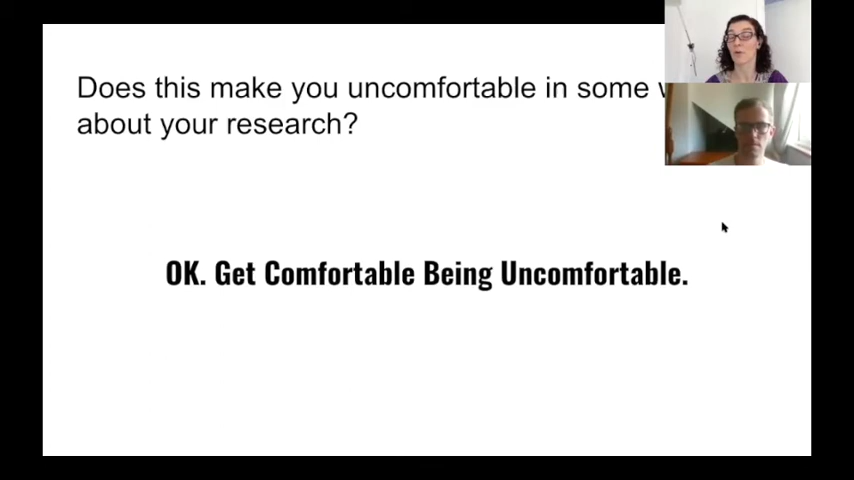 Does this make you uncomfortable in some
about your research?
OK. Get Comfortable Being Uncomfortable.